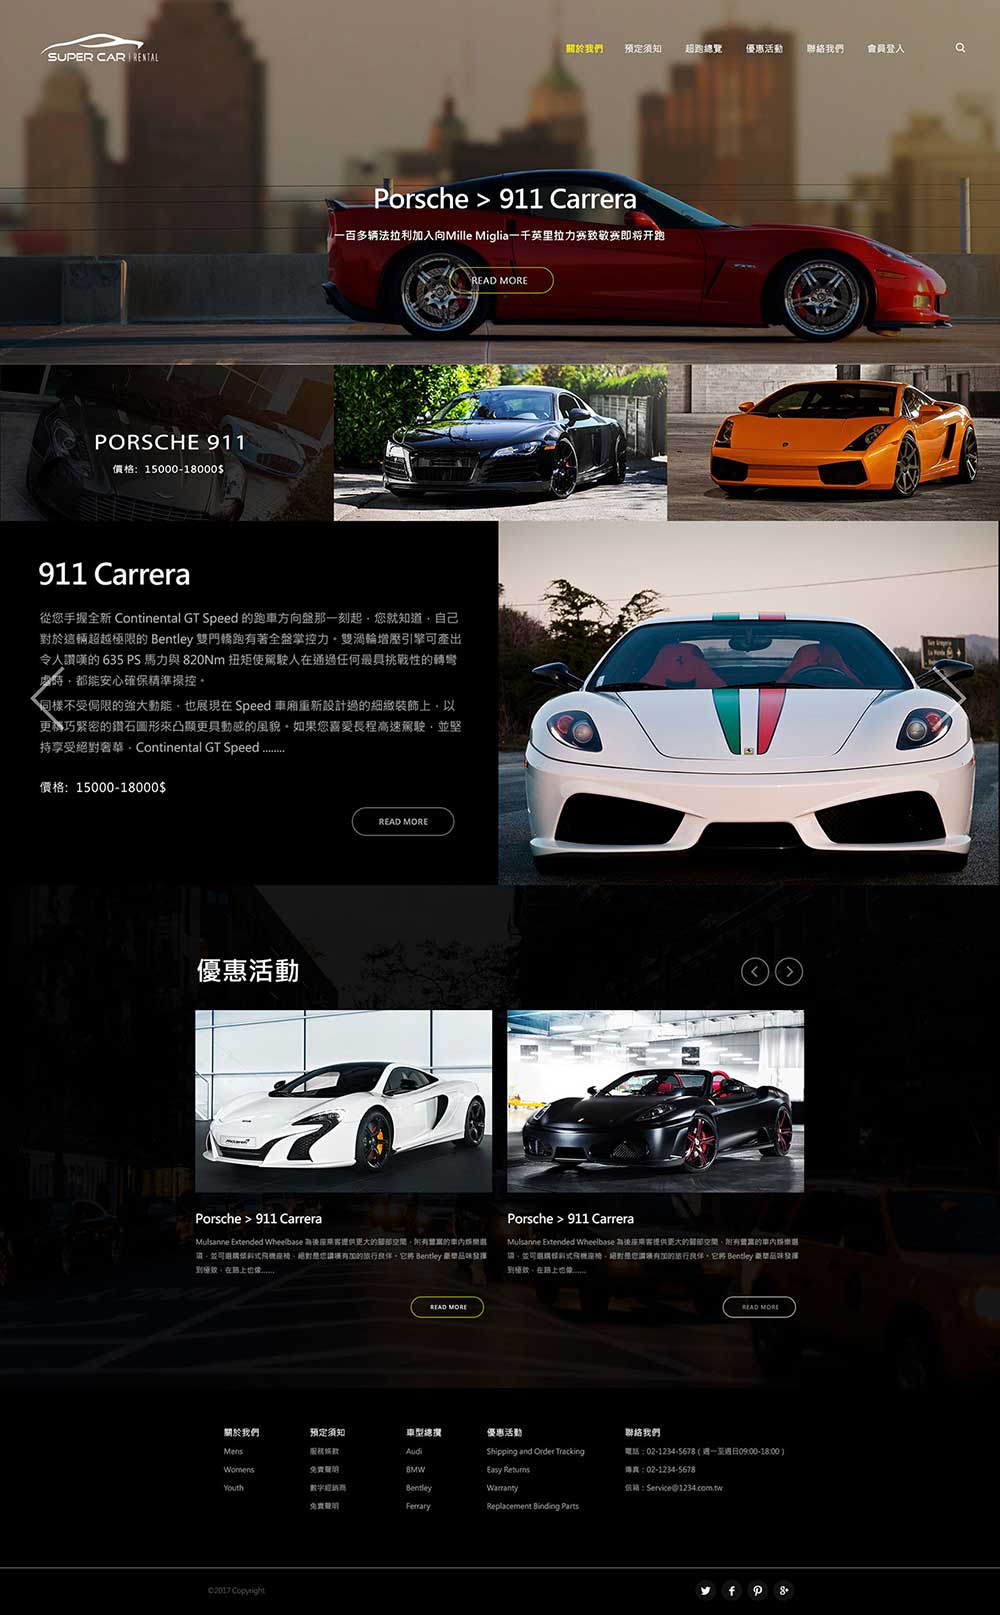 SUPER CAR | RENTAL
關於我們 預定須知 超跑總覽 優惠活動 聯絡我們 會員登入
Porsche > 911 Carrera
一百多辆法拉利加入向Mille Miglia一千英里拉力赛致敬赛即将开跑
READ MORE
PORSCHE 911
價格: 15000-18000$
911 Carrera
從您手握全新 Continental GT Speed 的跑車方向盤那一刻起，您就知道，自己
對於這輛超越極限的 Bentley 雙門轎跑有著全盤掌控力。雙渦輪增壓引擎可產出
令人讚嘆的 635 PS 馬力與 820Nm 扭矩使駕駛人在通過任何最具挑戰性的轉彎
處時，都能安心確保精準操控。
同樣不受侷限的強大動能，也展現在 Speed 車廂重新設計過的細緻裝飾上，以
更精巧緊密的鑽石圖形來凸顯更具動感的風貌。如果您喜愛長程高速駕駛，並堅
持享受絕對奢華，Continental GT Speed ........
價格: 15000-18000$
READ MORE
優惠活動
Porsche > 911 Carrera
Mulsanne Extended Wheelbase 為後座乘客提供更大的腿部空間，附有豐富的車內娛樂選
項，並可選購傾斜式飛機座椅，絕對是您讚嘆有加的旅行良伴。它將 Bentley 豪華品味發揮
到極致，在路上也像......
READ MORE
Porsche > 911 Carrera
Mulsanne Extended Wheelbase 為後座乘客提供更大的腿部空間，附有豐富的車內娛樂選
項，並可選購傾斜式飛機座椅，絕對是您讚嘆有加的旅行良伴。它將 Bentley 豪華品味發揮
到極致，在路上也像......
READ MORE
關於我們
Mens
Womens
Youth
預定須知
服務條款
免責聲明
數字經銷商
免責聲明
車型總攬
Audi
BMW
Bentley
Ferrary
優惠活動
Shipping and Order Tracking
Easy Returns
Warranty
Replacement Binding Parts
聯絡我們
電話：02-1234-5678 ( 週一至週日09:00-18:00 )
傳真：02-1234-5678
信箱：Service@1234.com.tw
©2017 Copyright